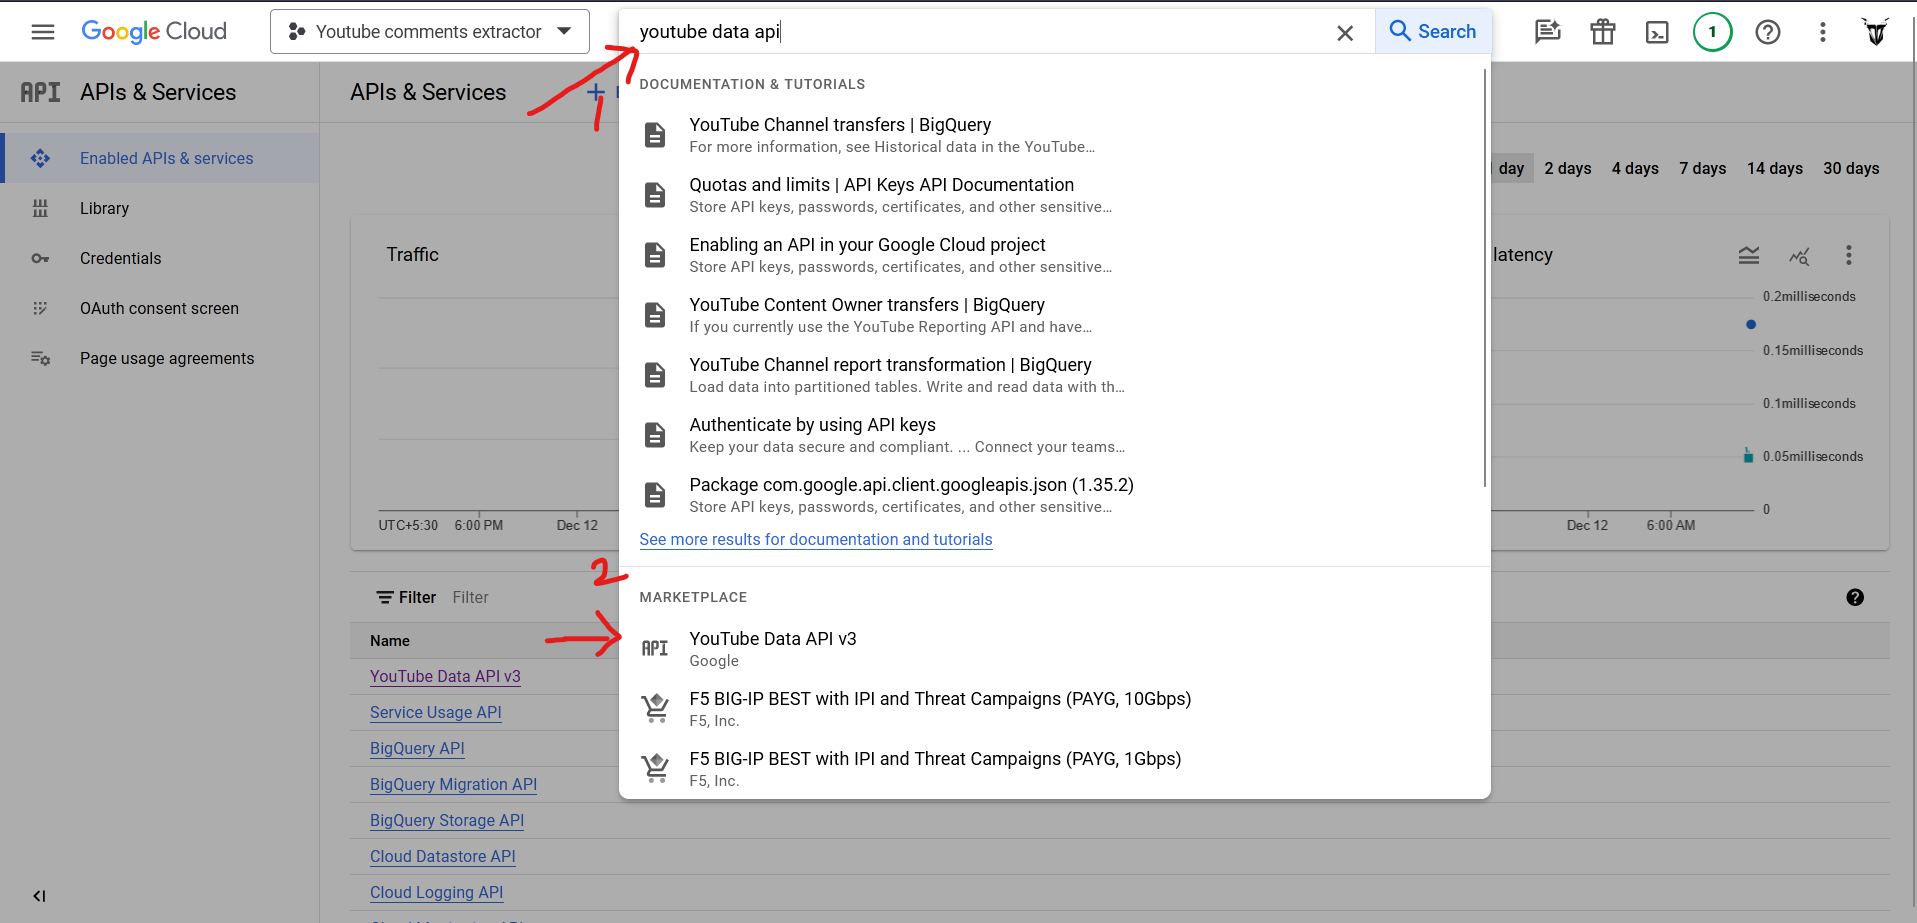 Google Cloud
Youtube comments extractor
youtube data api
Search
1
API
APIs & Services
APIs & Services
1
DOCUMENTATION & TUTORIALS
Enabled APIs & services
Library
Credentials
OAuth consent screen
Page usage agreements
day
2 days
4 days
7 days
14 days
30 days
Traffic
latency
0.2milliseconds
0.15milliseconds
0.1milliseconds
0.05milliseconds
0
UTC+5:30
6:00 PM
Dec 12
Dec 12
6:00 AM
YouTube Channel transfers | BigQuery
For more information, see Historical data in the YouTube…
Quotas and limits | API Keys API Documentation
Store API keys, passwords, certificates, and other sensitive…
Enabling an API in your Google Cloud project
Store API keys, passwords, certificates, and other sensitive…
YouTube Content Owner transfers | BigQuery
If you currently use the YouTube Reporting API and have…
YouTube Channel report transformation | BigQuery
Load data into partitioned tables. Write and read data with th…
Authenticate by using API keys
Keep your data secure and compliant. ... Connect your teams…
Package com.google.api.client.googleapis.json (1.35.2)
Store API keys, passwords, certificates, and other sensitive…
See more results for documentation and tutorials
2
MARKETPLACE
API
YouTube Data API v3
Google
F5 BIG-IP BEST with IPI and Threat Campaigns (PAYG, 10Gbps)
F5, Inc.
F5 BIG-IP BEST with IPI and Threat Campaigns (PAYG, 1Gbps)
F5, Inc.
Filter
Filter
Name
YouTube Data API v3
Service Usage API
BigQuery API
BigQuery Migration API
BigQuery Storage API
Cloud Datastore API
Cloud Logging API